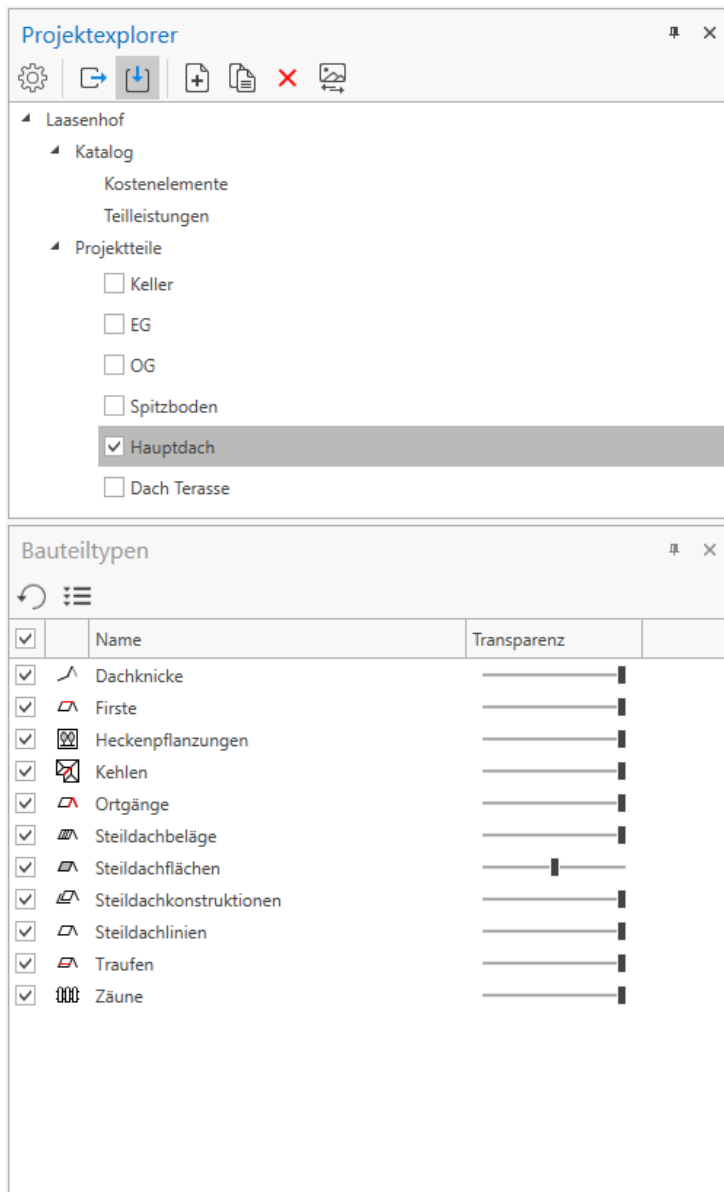 Projektexplorer
Laasenhof
Katalog
Kostenelemente
Teilleistungen
Projektteile
Keller
EG
OG
Spitzboden
Hauptdach
Dach Terasse
Bauteiltypen
Name Transparenz
Dachknicke
Firste
Heckenpflanzungen
Kehlen
Ortgänge
Steildachbeläge
Steildachflächen
Steildachkonstruktionen
Steildachlinien
Traufen
Zäune